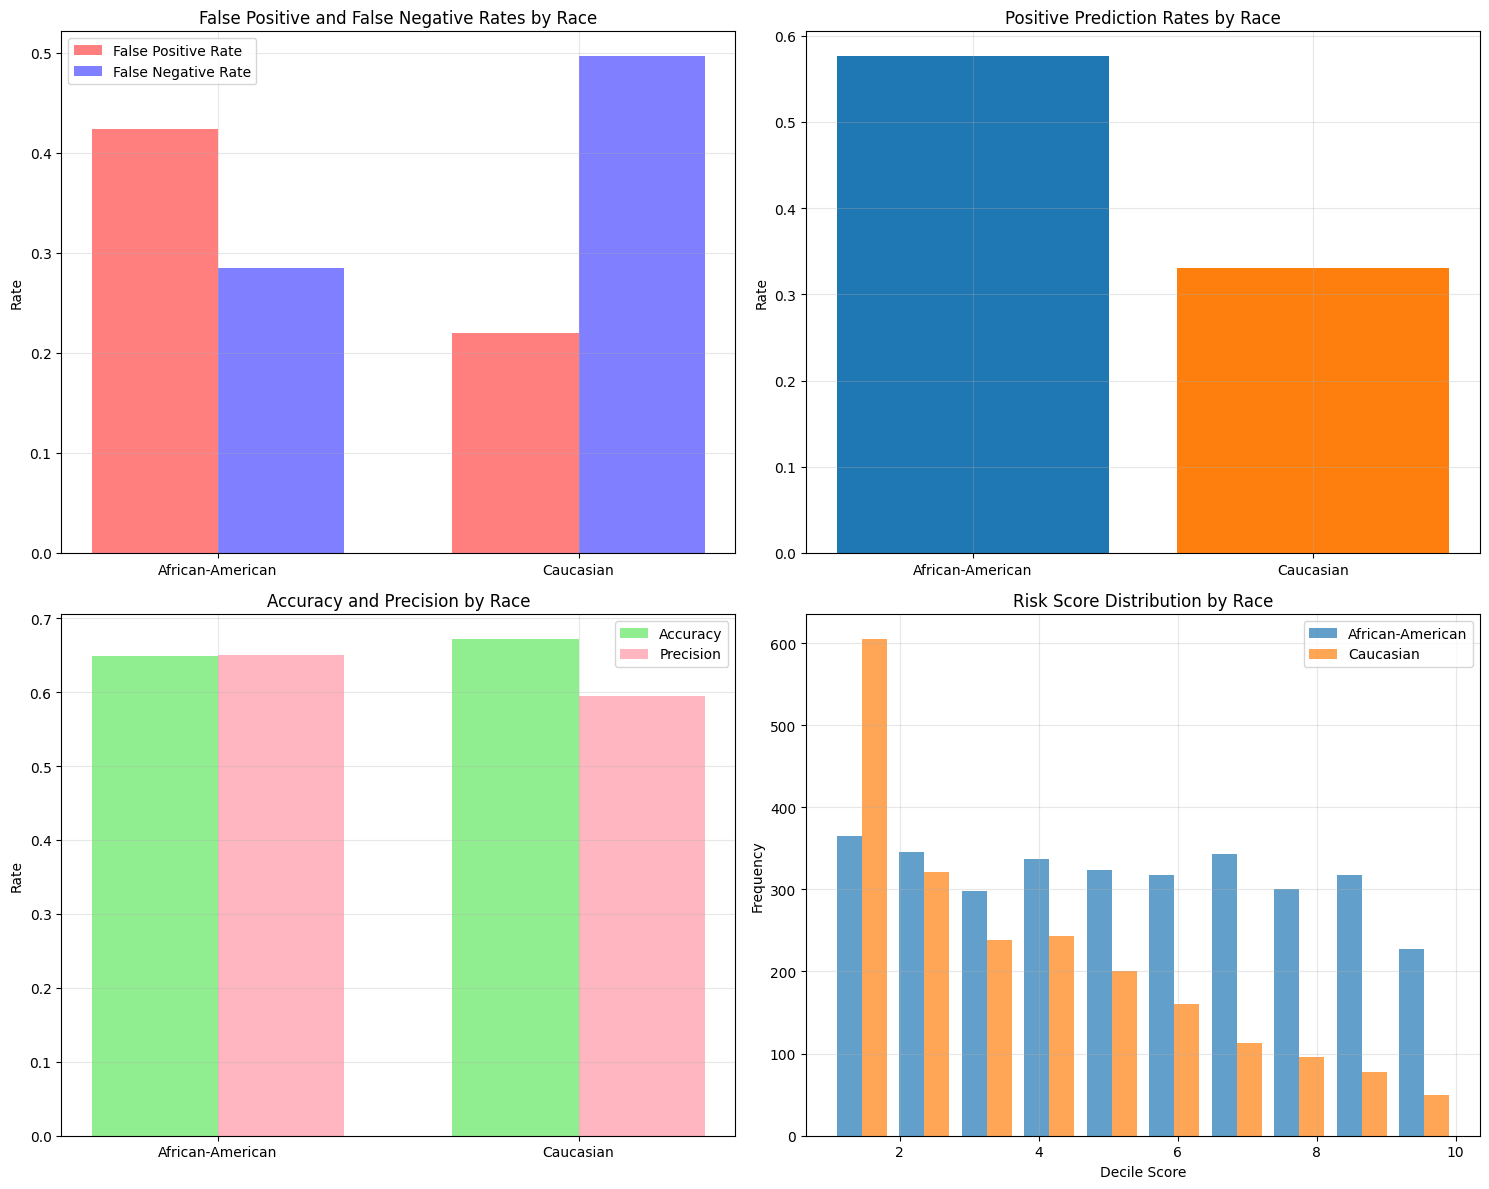 False Positive and False Negative Rates by Race
False Positive Rate
False Negative Rate
Rate
0.5
0.4
0.3
0.2
0.1
0.0
African-American Caucasian
Positive Prediction Rates by Race
Rate
0.6
0.5
0.4
0.3
0.2
0.1
0.0
African-American Caucasian
Accuracy and Precision by Race
Accuracy
Precision
Rate
0.7
0.6
0.5
0.4
0.3
0.2
0.1
0.0
African-American Caucasian
Risk Score Distribution by Race
African-American
Caucasian
Frequency
600
500
400
300
200
100
0
2 4 6 8 10
Decile Score